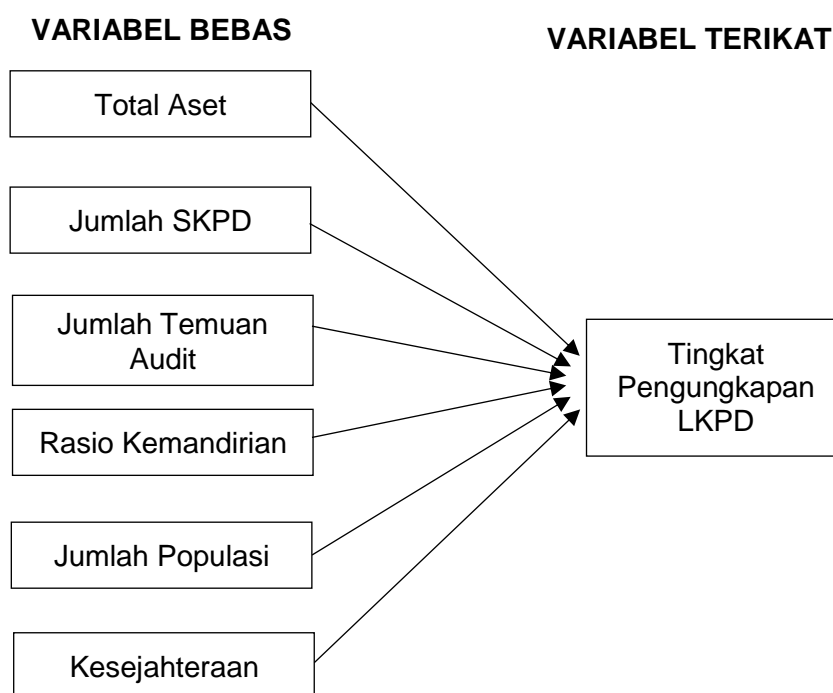 VARIABEL BEBAS
VARIABEL TERIKAT
Total Aset
Jumlah SKPD
Jumlah Temuan
Audit
Rasio Kemandirian
Jumlah Populasi
Kesejahteraan
Tingkat
Pengungkapan
LKPD